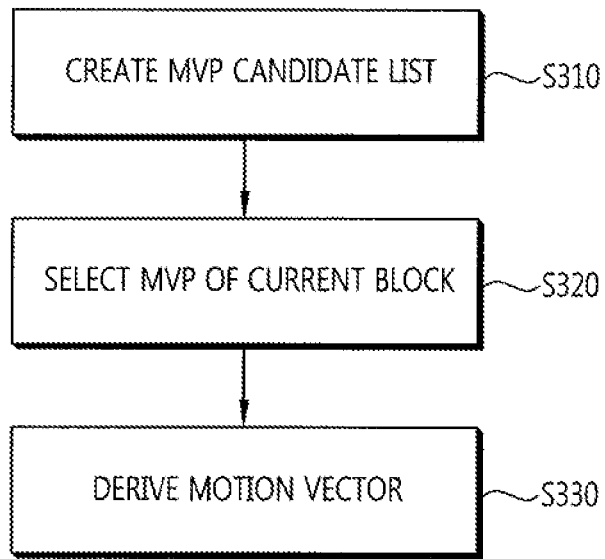 CREATE MVP CANDIDATE LIST
S310
SELECT MVP OF CURRENT BLOCK
S320
DERIVE MOTION VECTOR
S330